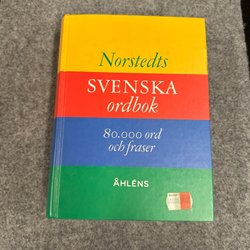 Norstedts
SVENSKA
ordbok
80.000 ord
och fraser
ÅHLÉNS